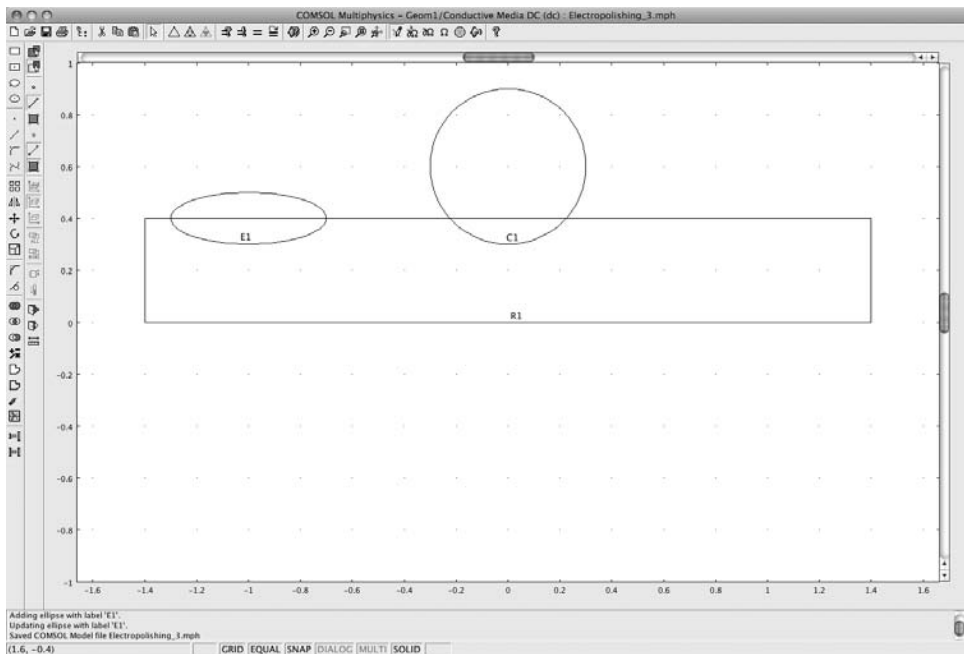 COMSOL Multiphysics - Geom1/Conductive Media DC (dc) : Electropolishing_3.mph
1
0.8
0.6
0.4
0.2
0
-0.2
-0.4
-0.6
-0.8
-1
E1
C1
R1
-1.6 -1.4 -1.2 -1 -0.8 -0.6 -0.4 -0.2 0 0.2 0.4 0.6 0.8 1 1.2 1.4 1.6
Adding ellipse with label 'E1'.
Updating ellipse with label 'E1'.
Saved COMSOL Model file Electropolishing_3.mph
(1.6, -0.4) GRID EQUAL SNAP DIALOG MULTI SOLID